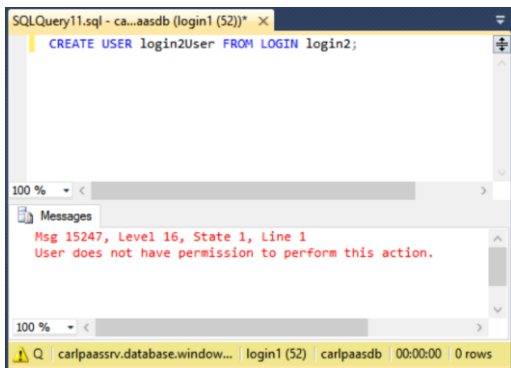 SQLQuery11.sql - ca...aasdb (login1 (52))* ×
CREATE USER login2User FROM LOGIN login2;
100 %
Messages
Msg 15247, Level 16, State 1, Line 1
User does not have permission to perform this action.
100 %
Q carlpaassrv.database.window... login1 (52) carlpaasdb 00:00:00 0 rows